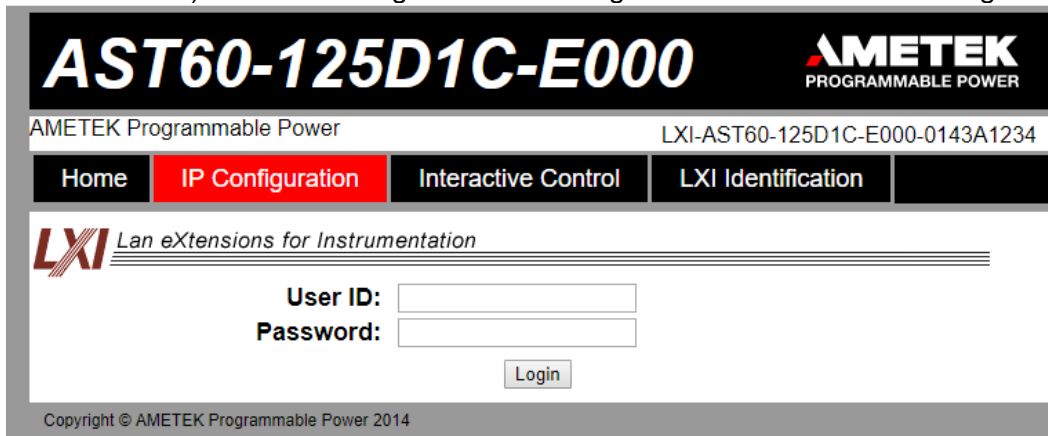 AST60-125D1C-E000
AMETEK
PROGRAMMABLE POWER
AMETEK Programmable Power
LXI-AST60-125D1C-E000-0143A1234
Home IP Configuration Interactive Control LXI Identification
LXI Lan eXtensions for Instrumentation
User ID:
Password:
Login
Copyright © AMETEK Programmable Power 2014